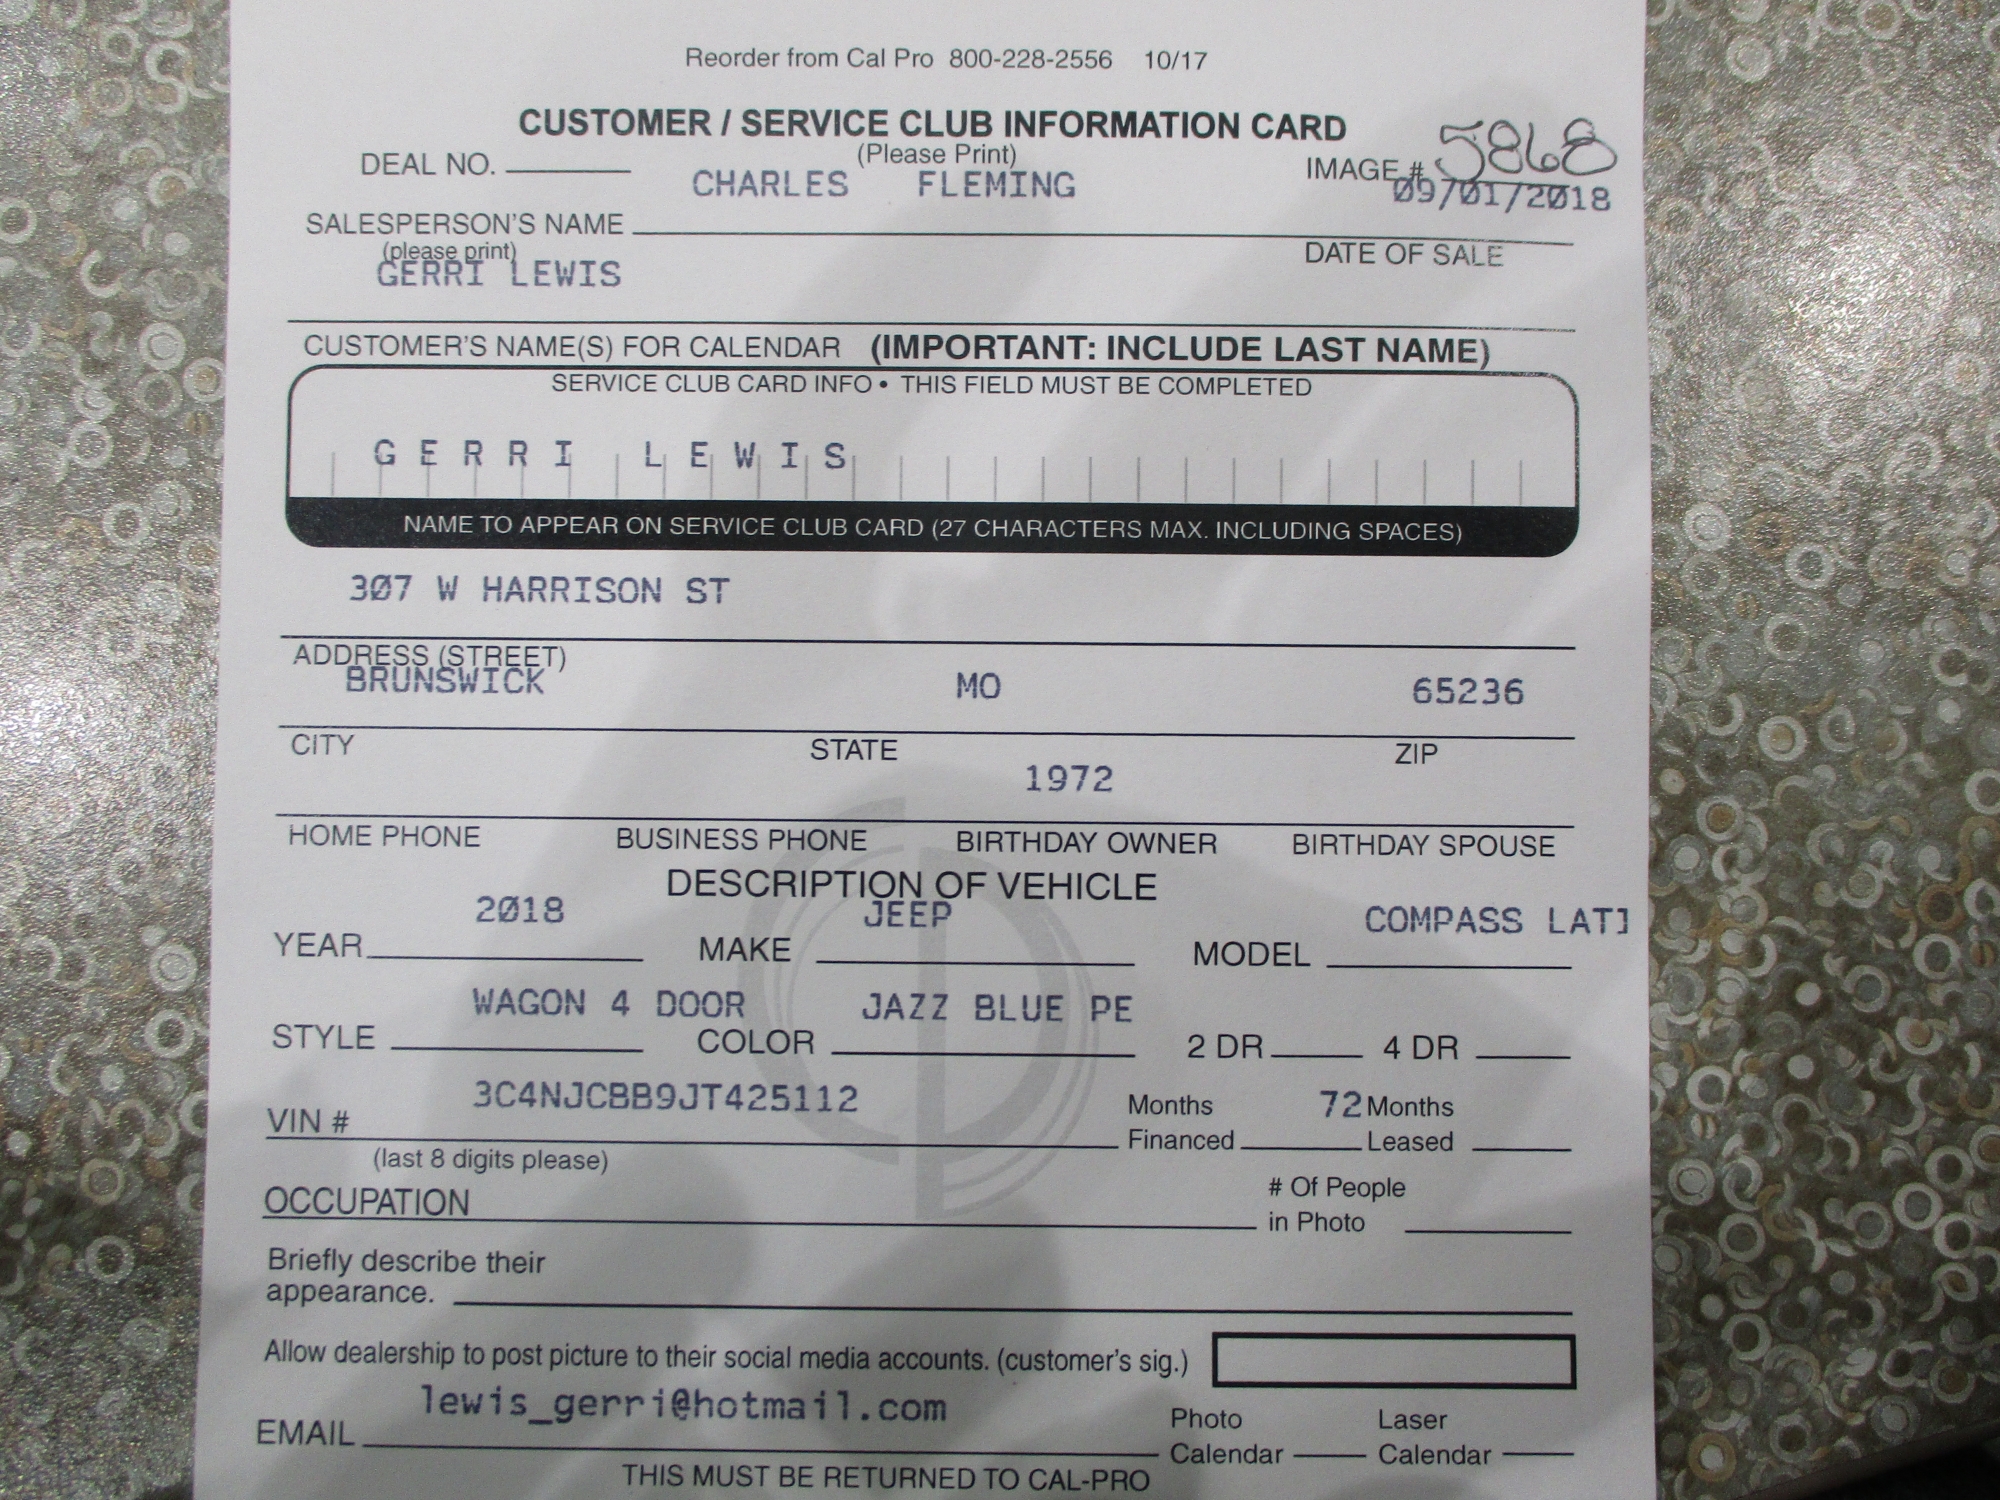 Reorder from Cal Pro 800-228-2556 10/17
CUSTOMER / SERVICE CLUB INFORMATION CARD
(Please Print)
DEAL NO. IMAGE # 5868
CHARLES FLEMING 09/01/2018
SALESPERSON'S NAME
(please print) DATE OF SALE
GERRI LEWIS
CUSTOMER'S NAME(S) FOR CALENDAR (IMPORTANT: INCLUDE LAST NAME)
SERVICE CLUB CARD INFO • THIS FIELD MUST BE COMPLETED
G E R R I L E W I S
NAME TO APPEAR ON SERVICE CLUB CARD (27 CHARACTERS MAX. INCLUDING SPACES)
307 W HARRISON ST
ADDRESS (STREET)
BRUNSWICK MO 65236
CITY STATE ZIP
1972
HOME PHONE BUSINESS PHONE BIRTHDAY OWNER BIRTHDAY SPOUSE
DESCRIPTION OF VEHICLE
2018 JEEP COMPASS LATI
YEAR MAKE MODEL
WAGON 4 DOOR JAZZ BLUE PE
STYLE COLOR 2 DR 4 DR
3C4NJCBB9JT425112 Months 72 Months
VIN # Financed Leased
(last 8 digits please)
OCCUPATION # Of People
in Photo
Briefly describe their
appearance.
Allow dealership to post picture to their social media accounts. (customer's sig.)
lewis_gerri@hotmail.com Photo Laser
EMAIL Calendar Calendar
THIS MUST BE RETURNED TO CAL-PRO